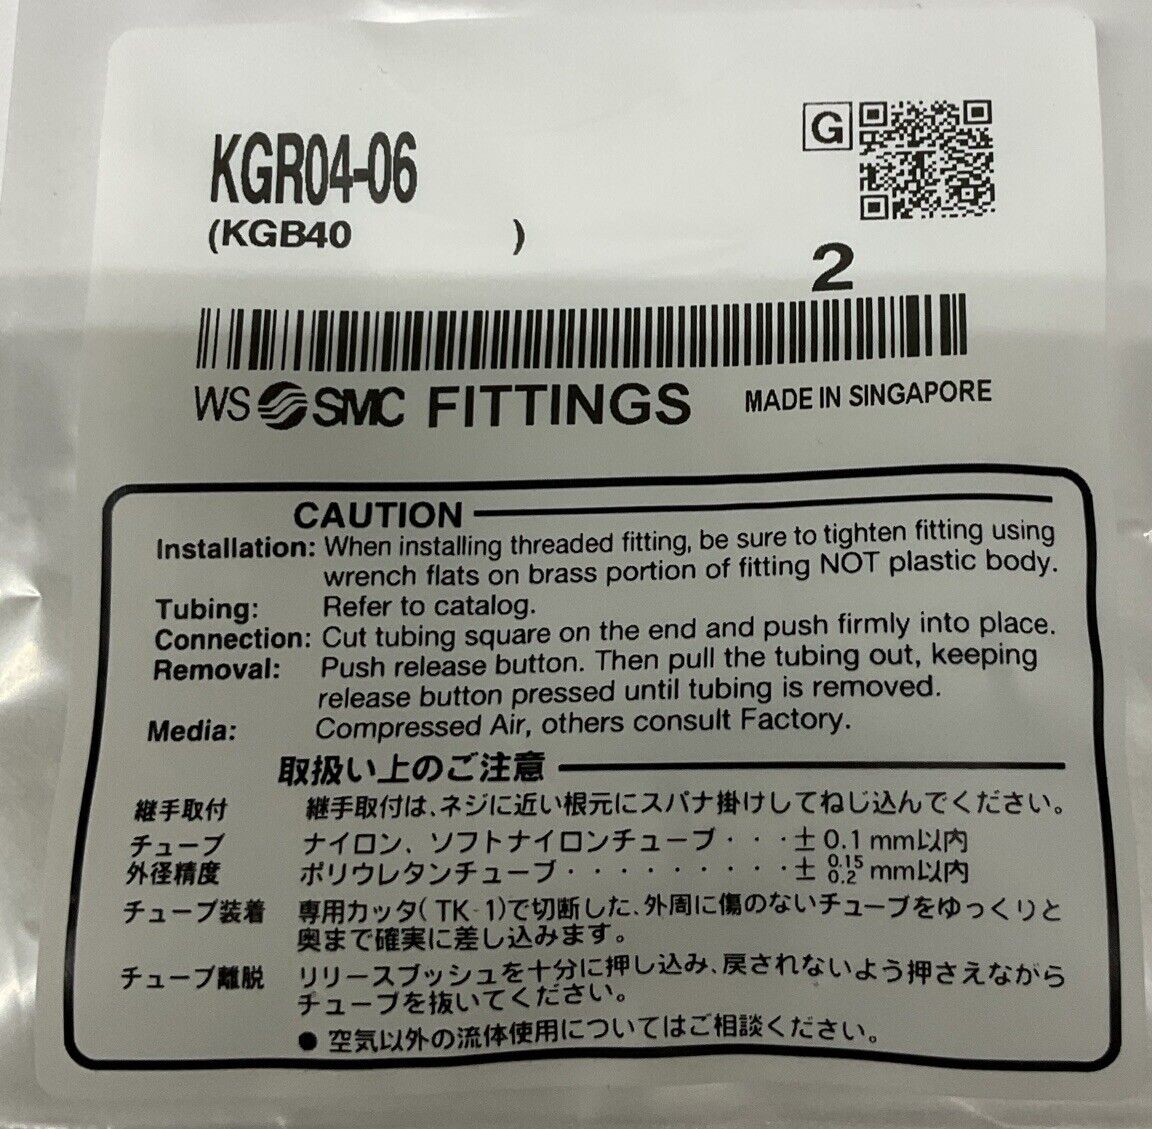 KGR04-06
G
(KGB40 )
2
WS SMC FITTINGS MADE IN SINGAPORE
CAUTION
Installation: When installing threaded fitting, be sure to tighten fitting using
wrench flats on brass portion of fitting NOT plastic body.
Tubing: Refer to catalog.
Connection: Cut tubing square on the end and push firmly into place.
Removal: Push release button. Then pull the tubing out, keeping
release button pressed until tubing is removed.
Media: Compressed Air, others consult Factory.
取扱い上のご注意
継手取付 継手取付は、ネジに近い根元にスパナ掛けしてねじ込んでください。
チューブ ナイロン、ソフトナイロンチューブ・・・± 0.1 mm以内
外径精度 ポリウレタンチューブ・・・・・・・・・± 0.15 0.2 mm以内
チューブ装着 専用カッタ(TK-1)で切断した、外周に傷のないチューブをゆっくりと
奥まで確実に差し込みます。
チューブ離脱 リリースブッシュを十分に押し込み、戻されないよう押さえながら
チューブを抜いてください。
● 空気以外の流体使用についてはご相談ください。